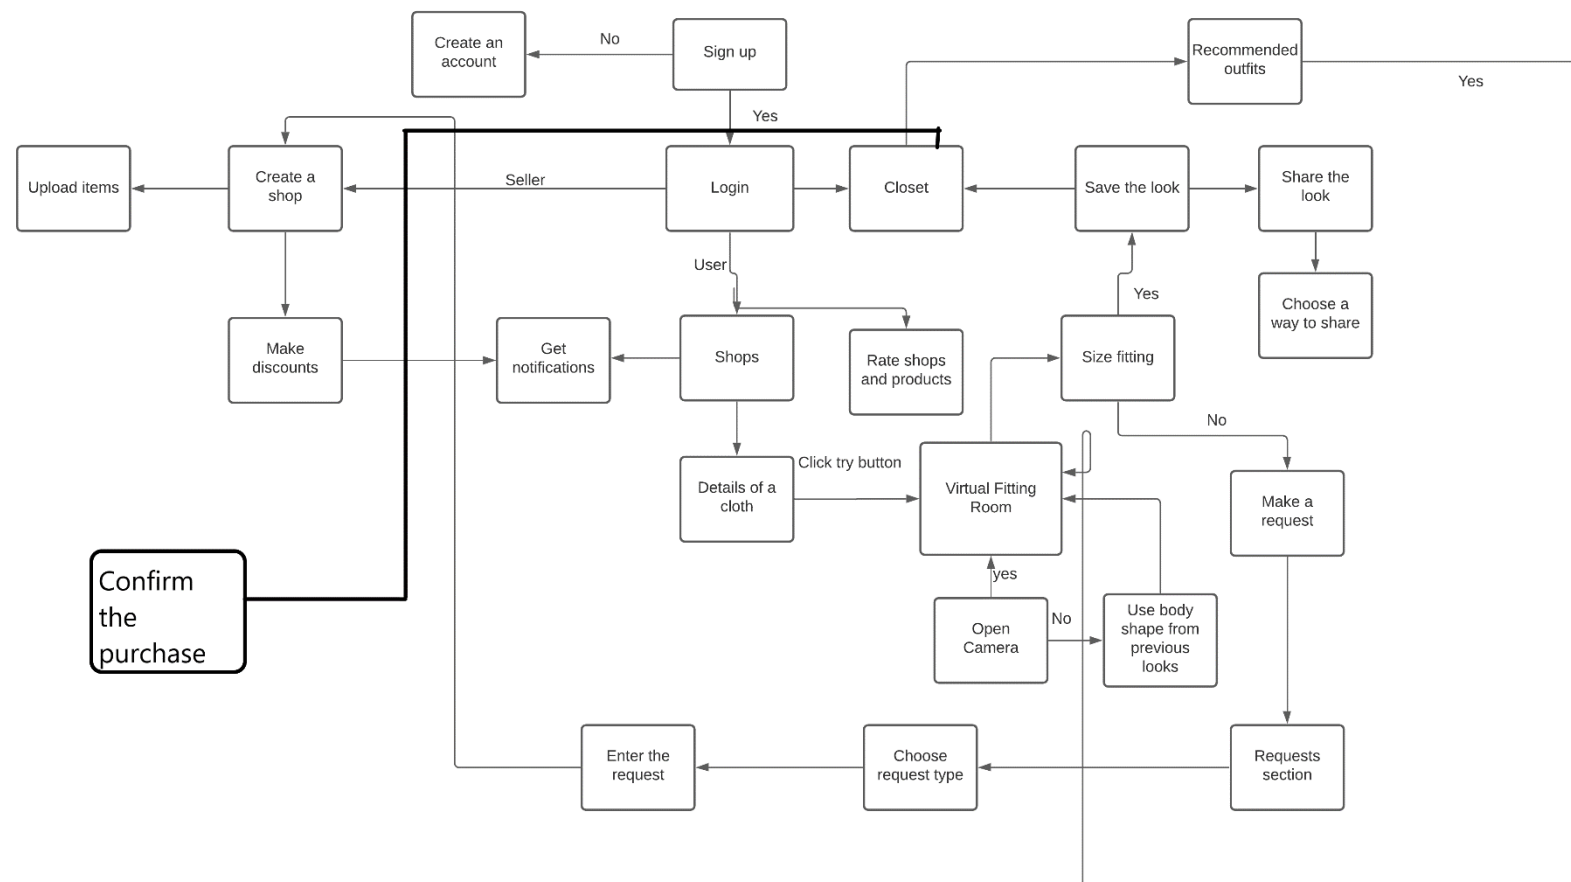 Create an
account
No
Sign up
Recommended
outfits
Yes
Yes
Upload items
Create a
shop
Seller
Login
Closet
Save the look
Share the
look
User
Yes
Choose a
way to share
Make
discounts
Get
notifications
Shops
Rate shops
and products
Size fitting
No
Click try button
Details of a
cloth
Virtual Fitting
Room
Make a
request
Confirm
the
purchase
yes
Open
Camera
No
Use body
shape from
previous
looks
Enter the
request
Choose
request type
Requests
section